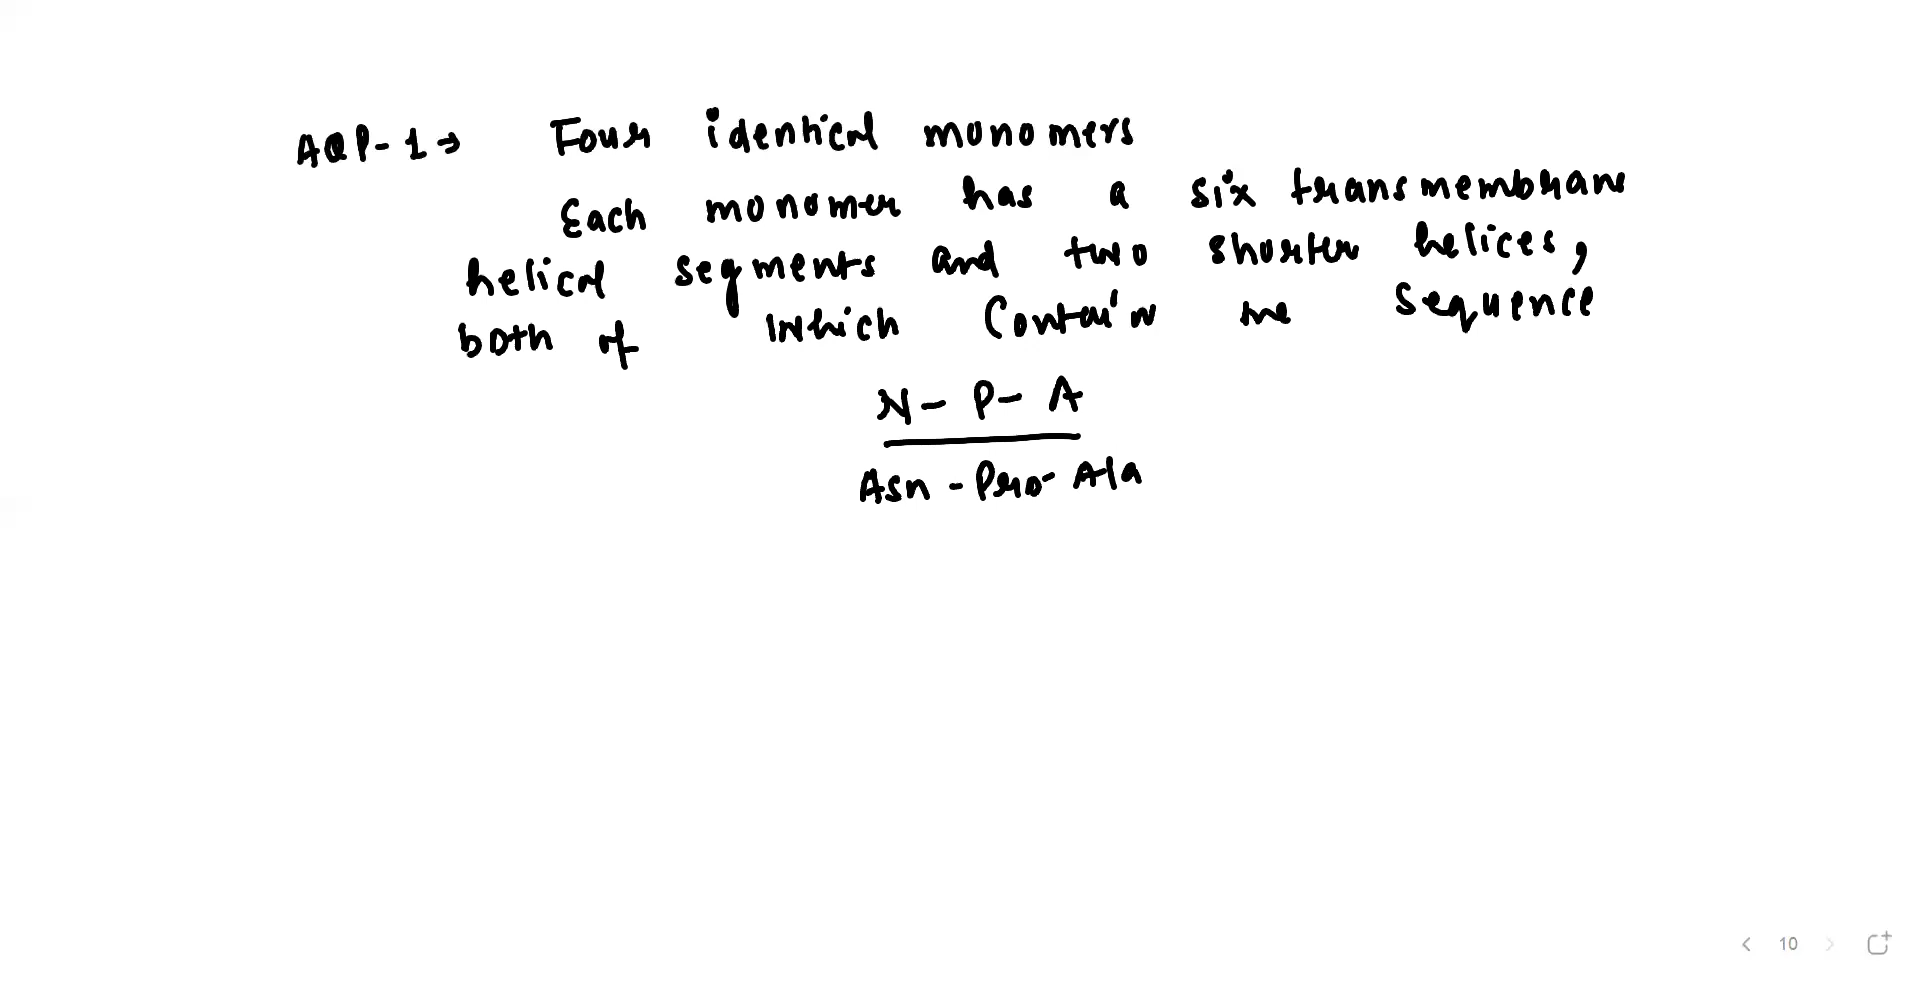 AQP-1→ Four identical monomers
Each monomer has a six transmembrane
helical segments and two shorter helices,
both of which contain the sequence
N-P-A
Asn-Pro-Ala
10